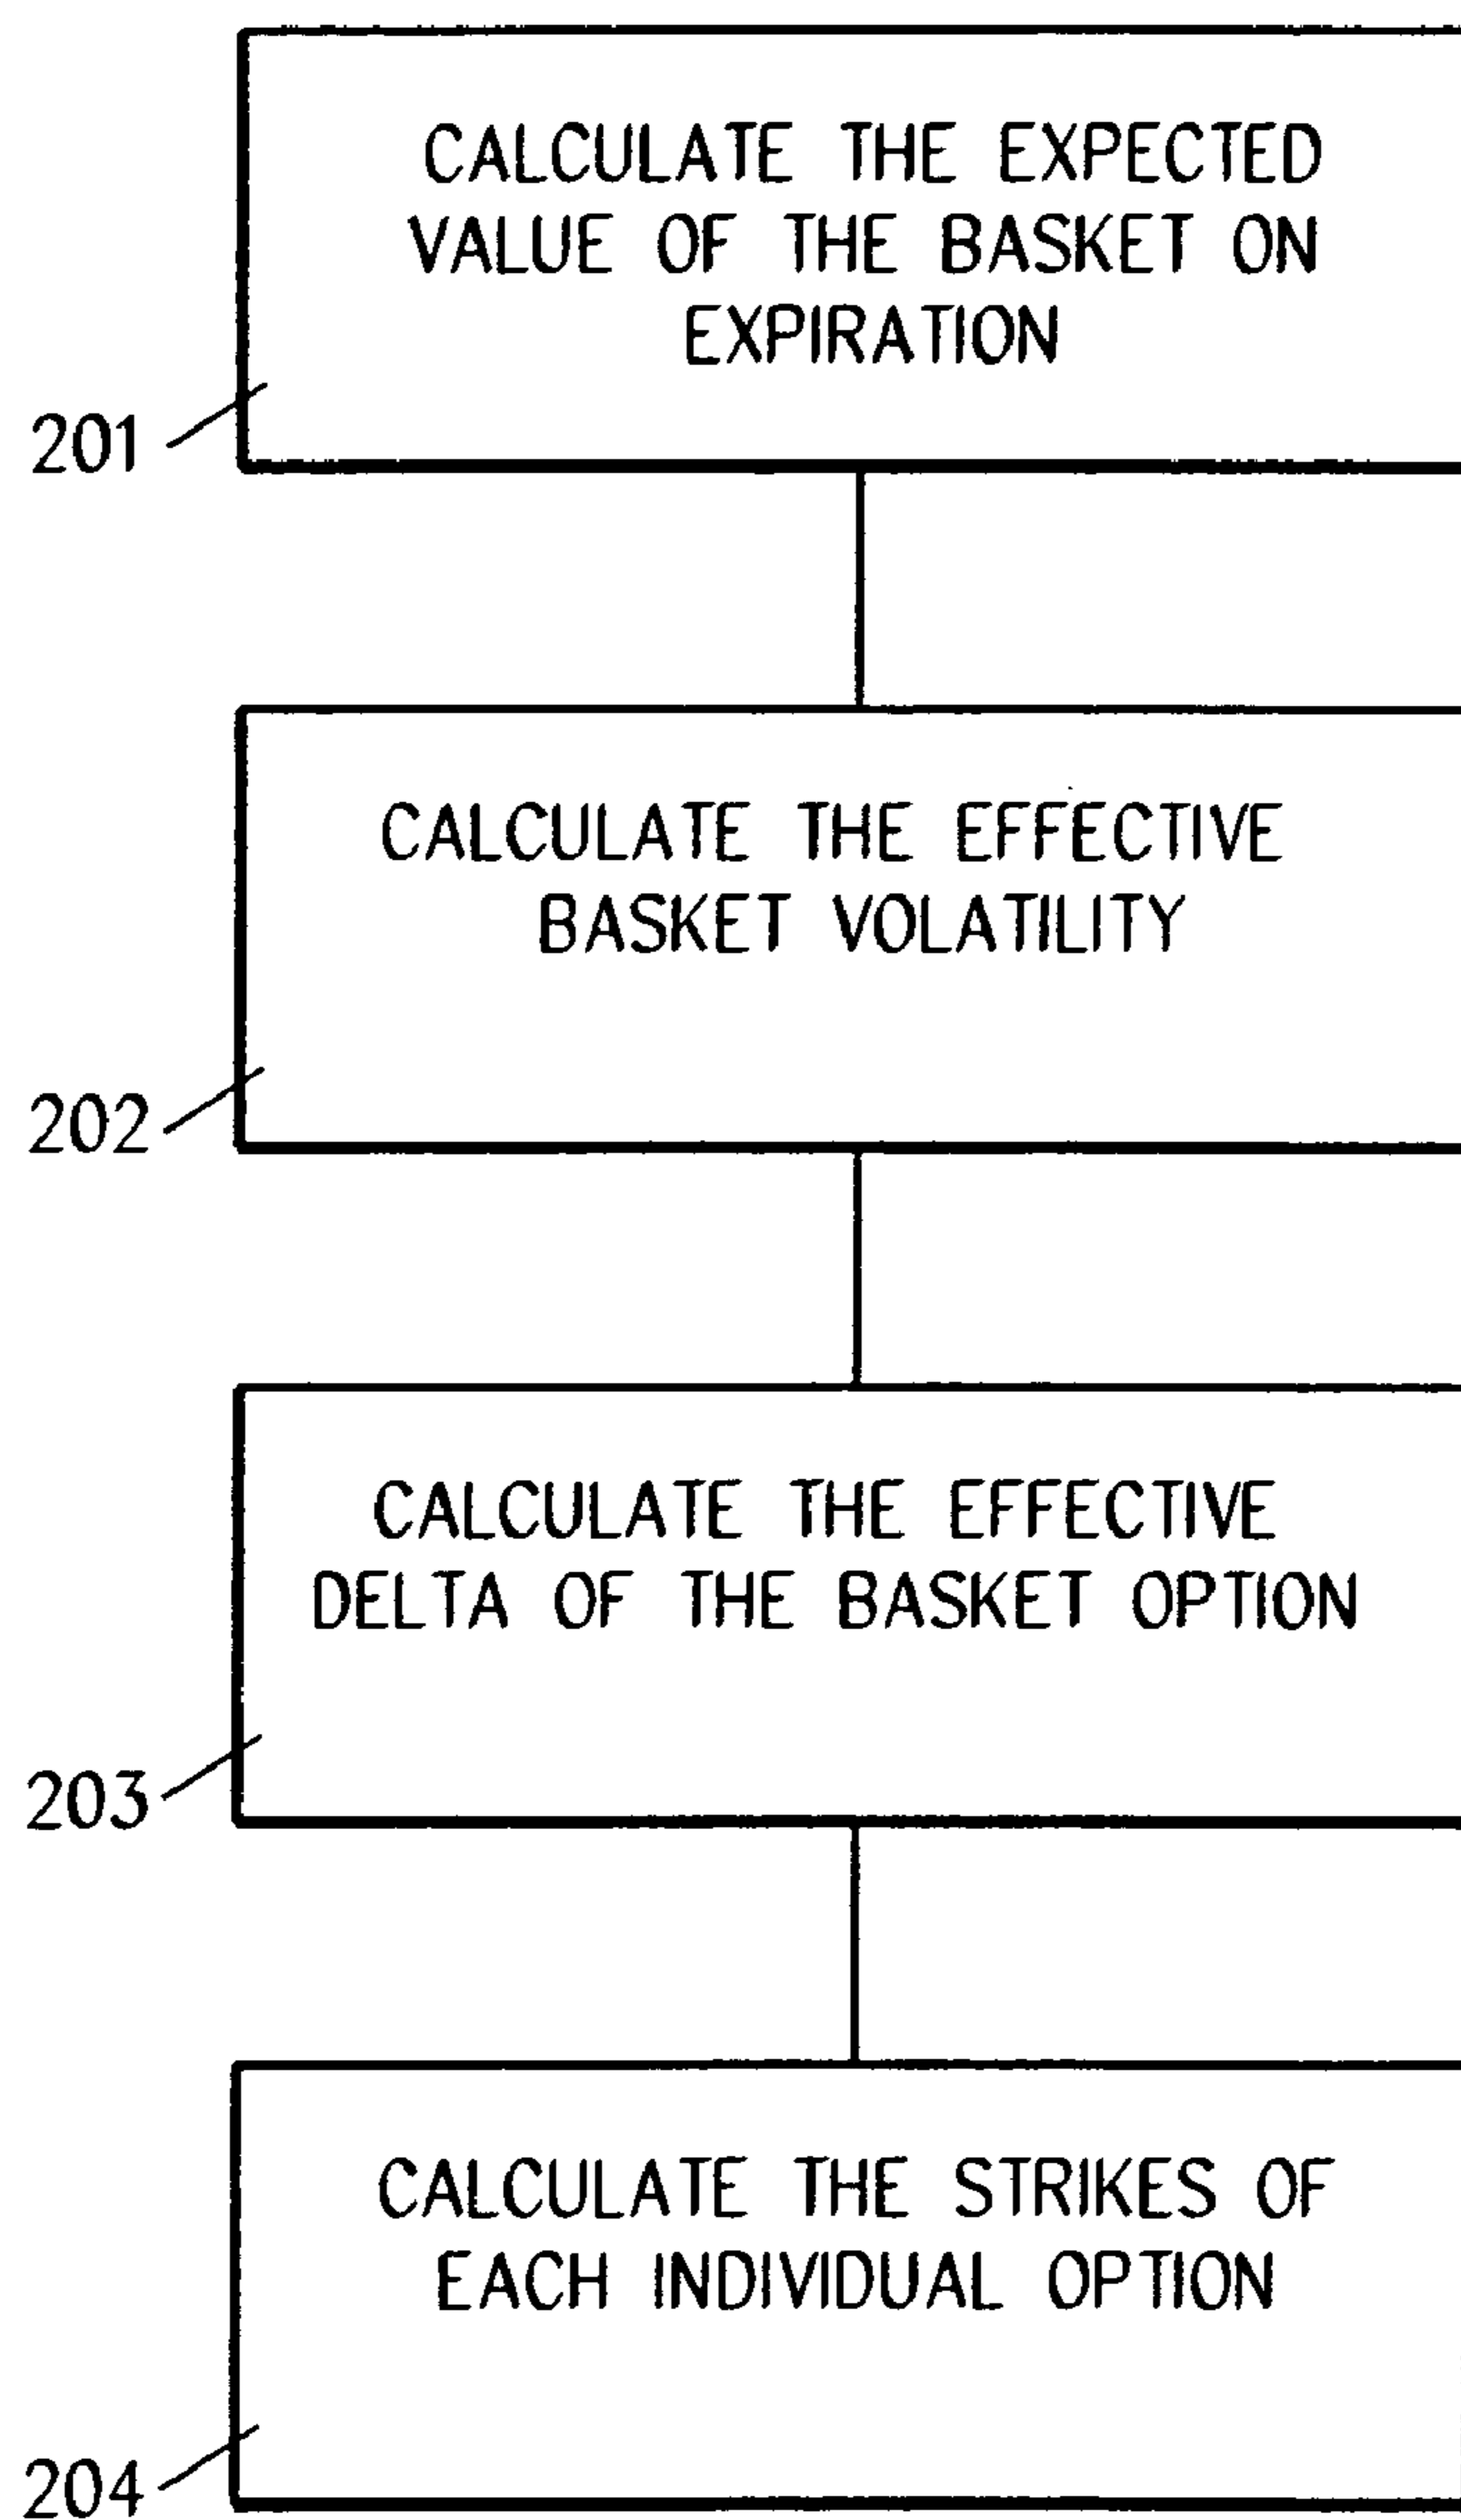 CALCULATE THE EXPECTED
VALUE OF THE BASKET ON
EXPIRATION
201
CALCULATE THE EFFECTIVE
BASKET VOLATILITY
202
CALCULATE THE EFFECTIVE
DELTA OF THE BASKET OPTION
203
CALCULATE THE STRIKES OF
EACH INDIVIDUAL OPTION
204